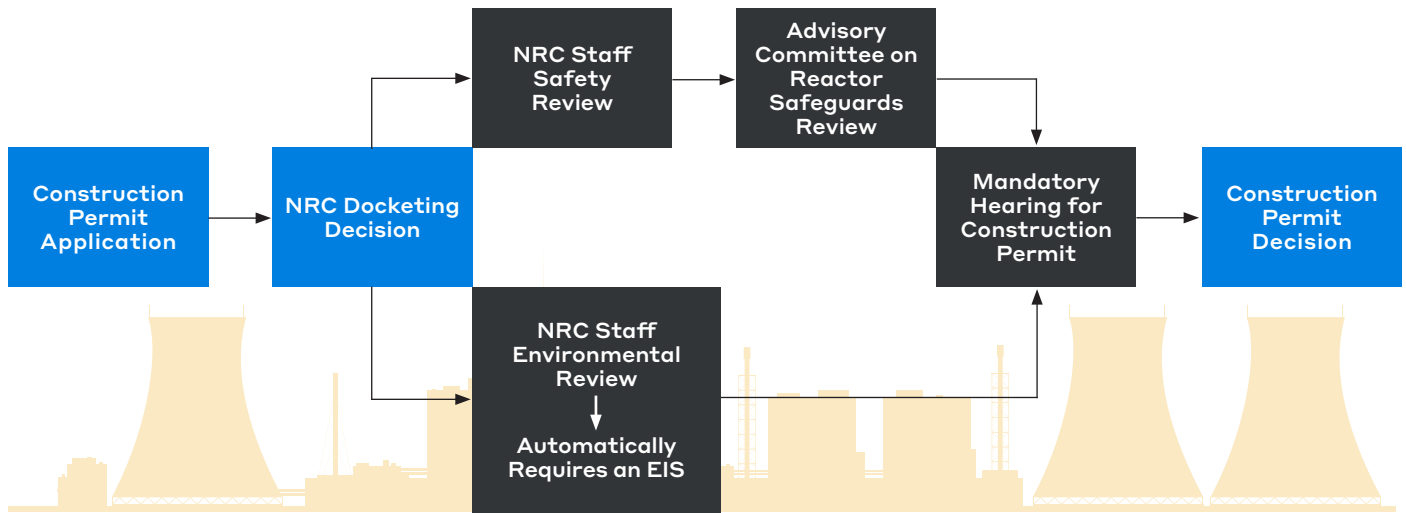 Construction
Permit
Application
NRC Docketing
Decision
NRC Staff
Safety
Review
Advisory
Committee on
Reactor
Safeguards
Review
NRC Staff
Environmental
Review
Automatically
Requires an EIS
Mandatory
Hearing for
Construction
Permit
Construction
Permit
Decision